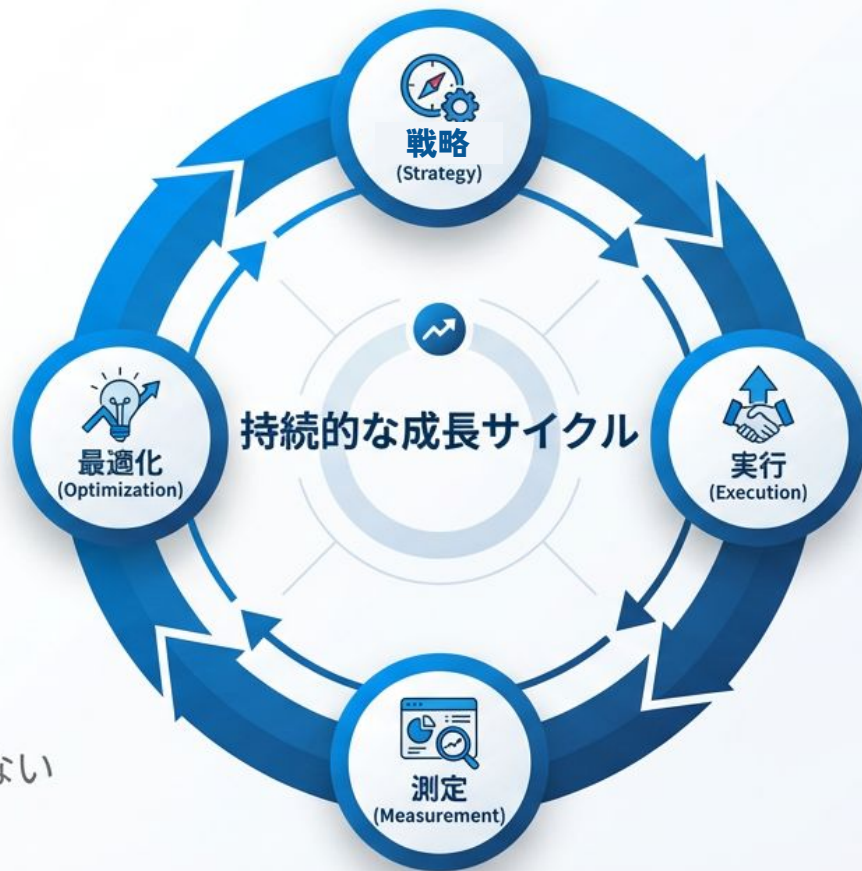 戦略
(Strategy)
持続的な成長サイクル
最適化
(Optimization)
実行
(Execution)
ない
測定
(Measurement)